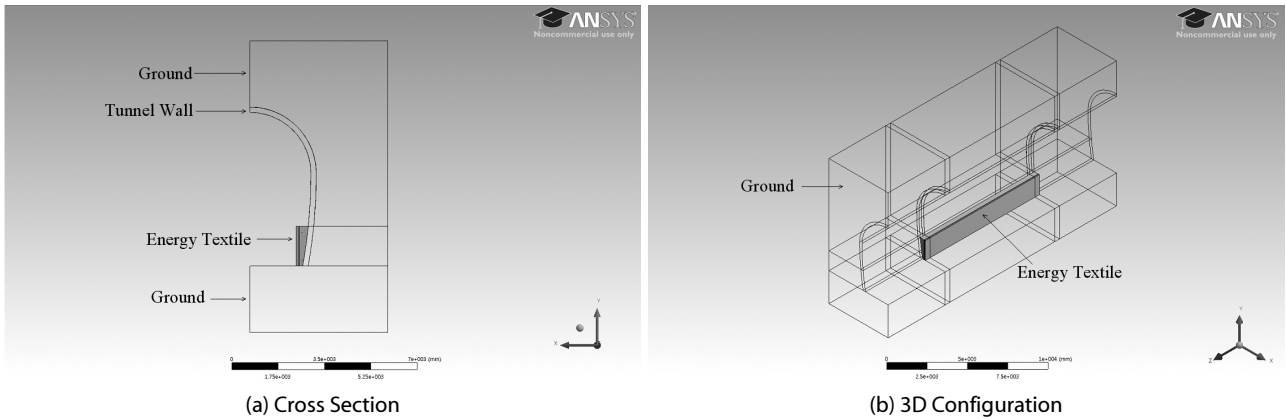 ANSYS
Noncommercial use only
Ground
Tunnel Wall
Energy Textile
Ground
Y
X
0 3.5e+003 7e+003 (mm)
1.75e+003 5.25e+003
(a) Cross Section
ANSYS
Noncommercial use only
Ground
Energy Textile
Y
Z X
0 5e+003 1e+004 (mm)
2.5e+003 7.5e+003
(b) 3D Configuration